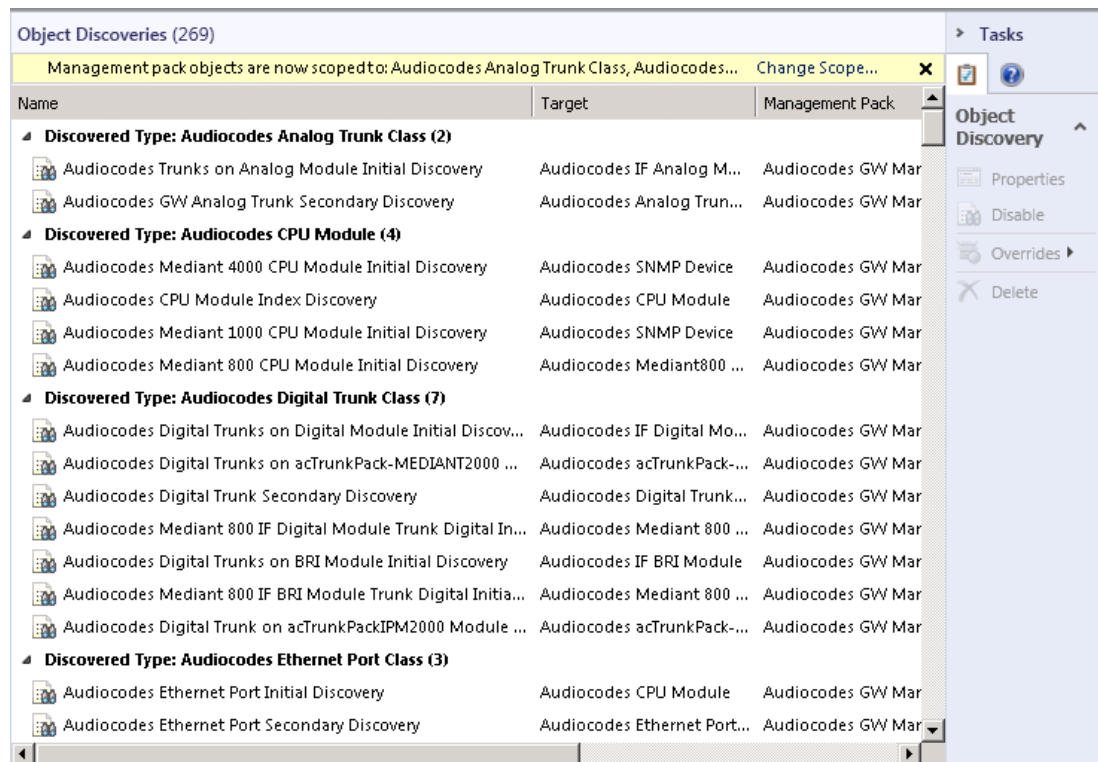 Object Discoveries (269)
Management pack objects are now scoped to: Audiocodes Analog Trunk Class, Audiocodes... Change Scope...
Name Target Management Pack
Discovered Type: Audiocodes Analog Trunk Class (2)
Audiocodes Trunks on Analog Module Initial Discovery Audiocodes IF Analog M... Audiocodes GW Mar
Audiocodes GW Analog Trunk Secondary Discovery Audiocodes Analog Trun... Audiocodes GW Mar
Discovered Type: Audiocodes CPU Module (4)
Audiocodes Mediant 4000 CPU Module Initial Discovery Audiocodes SNMP Device Audiocodes GW Mar
Audiocodes CPU Module Index Discovery Audiocodes CPU Module Audiocodes GW Mar
Audiocodes Mediant 1000 CPU Module Initial Discovery Audiocodes SNMP Device Audiocodes GW Mar
Audiocodes Mediant 800 CPU Module Initial Discovery Audiocodes Mediant800 ... Audiocodes GW Mar
Discovered Type: Audiocodes Digital Trunk Class (7)
Audiocodes Digital Trunks on Digital Module Initial Discov... Audiocodes IF Digital Mo... Audiocodes GW Mar
Audiocodes Digital Trunks on acTrunkPack-MEDIANT2000 ... Audiocodes acTrunkPack-... Audiocodes GW Mar
Audiocodes Digital Trunk Secondary Discovery Audiocodes Digital Trunk... Audiocodes GW Mar
Audiocodes Mediant 800 IF Digital Module Trunk Digital In... Audiocodes Mediant 800 ... Audiocodes GW Mar
Audiocodes Digital Trunks on BRI Module Initial Discovery Audiocodes IF BRI Module Audiocodes GW Mar
Audiocodes Mediant 800 IF BRI Module Trunk Digital Initia... Audiocodes Mediant 800 ... Audiocodes GW Mar
Audiocodes Digital Trunk on acTrunkPackIPM2000 Module ... Audiocodes acTrunkPack-... Audiocodes GW Mar
Discovered Type: Audiocodes Ethernet Port Class (3)
Audiocodes Ethernet Port Initial Discovery Audiocodes CPU Module Audiocodes GW Mar
Audiocodes Ethernet Port Secondary Discovery Audiocodes Ethernet Port... Audiocodes GW Mar
Tasks
Object
Discovery
Properties
Disable
Overrides
Delete